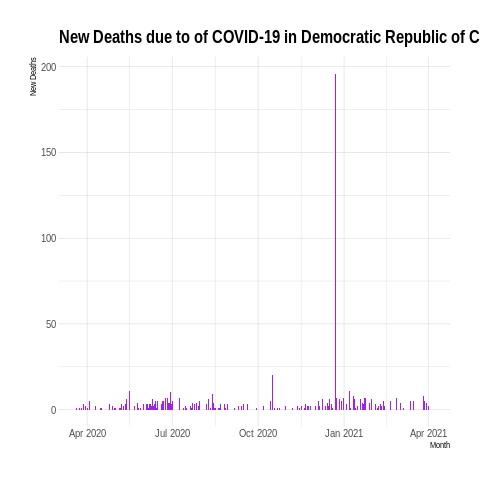 New Deaths due to of COVID-19 in Democratic Republic of C
New Deaths
200
150
100
50
0
Apr 2020 Jul 2020 Oct 2020 Jan 2021 Apr 2021
Month